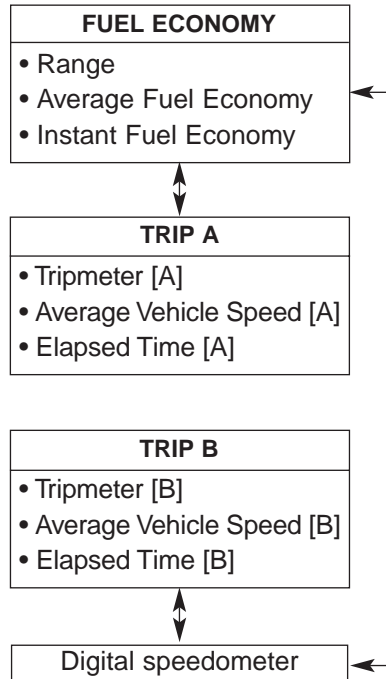 FUEL ECONOMY
• Range
• Average Fuel Economy
• Instant Fuel Economy
TRIP A
• Tripmeter [A]
• Average Vehicle Speed [A]
• Elapsed Time [A]
TRIP B
• Tripmeter [B]
• Average Vehicle Speed [B]
• Elapsed Time [B]
Digital speedometer